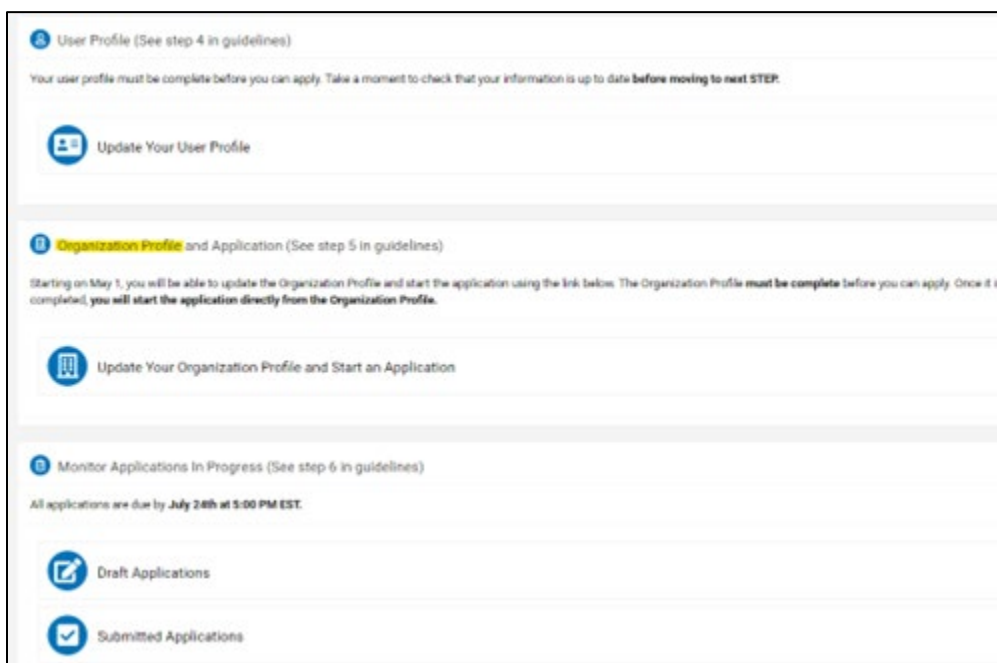 User Profile (See step 4 in guidelines)
Your user profile must be complete before you can apply. Take a moment to check that your information is up to date before moving to next STEP.
Update Your User Profile
Organization Profile and Application (See step 5 in guidelines)
Starting on May 1, you will be able to update the Organization Profile and start the application using the link below. The Organization Profile must be complete before you can apply. Once it
completed, you will start the application directly from the Organization Profile.
Update Your Organization Profile and Start an Application
Monitor Applications In Progress (See step 6 in guidelines)
All applications are due by July 24th at 5:00 PM EST.
Draft Applications
Submitted Applications